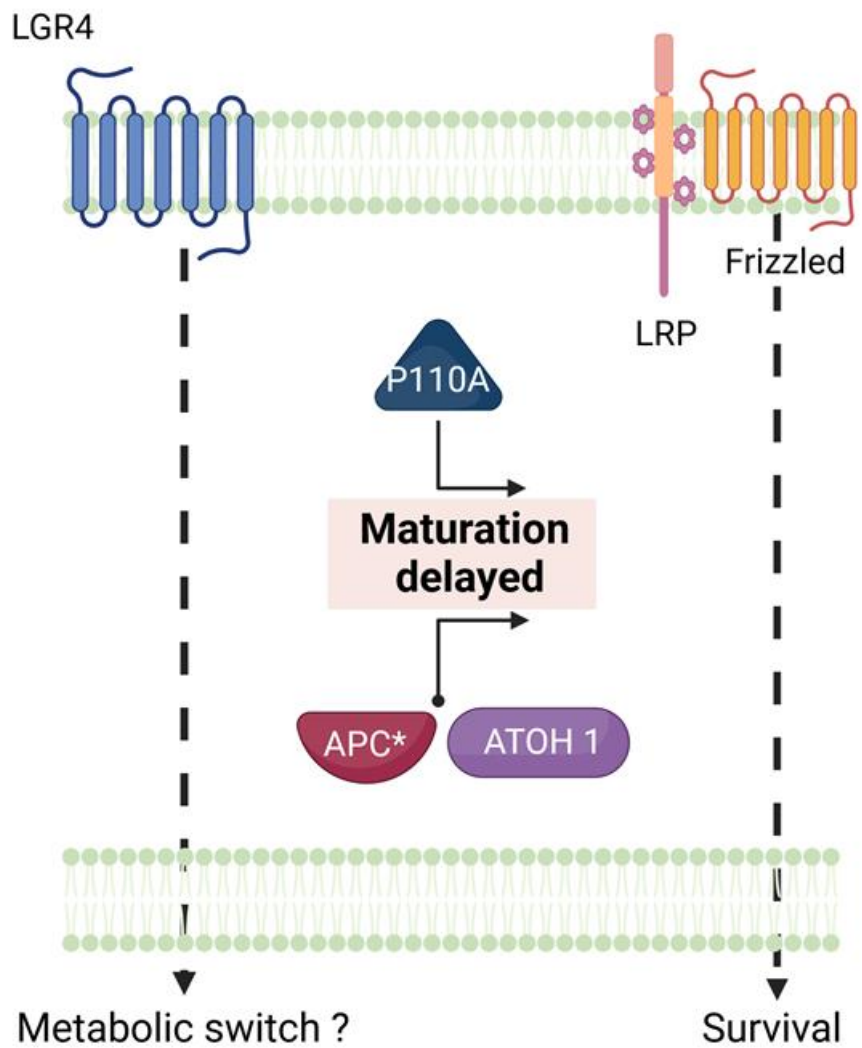 LGR4
Frizzled
LRP
P110A
Maturation
delayed
APC*
ATOH 1
Metabolic switch ?
Survival